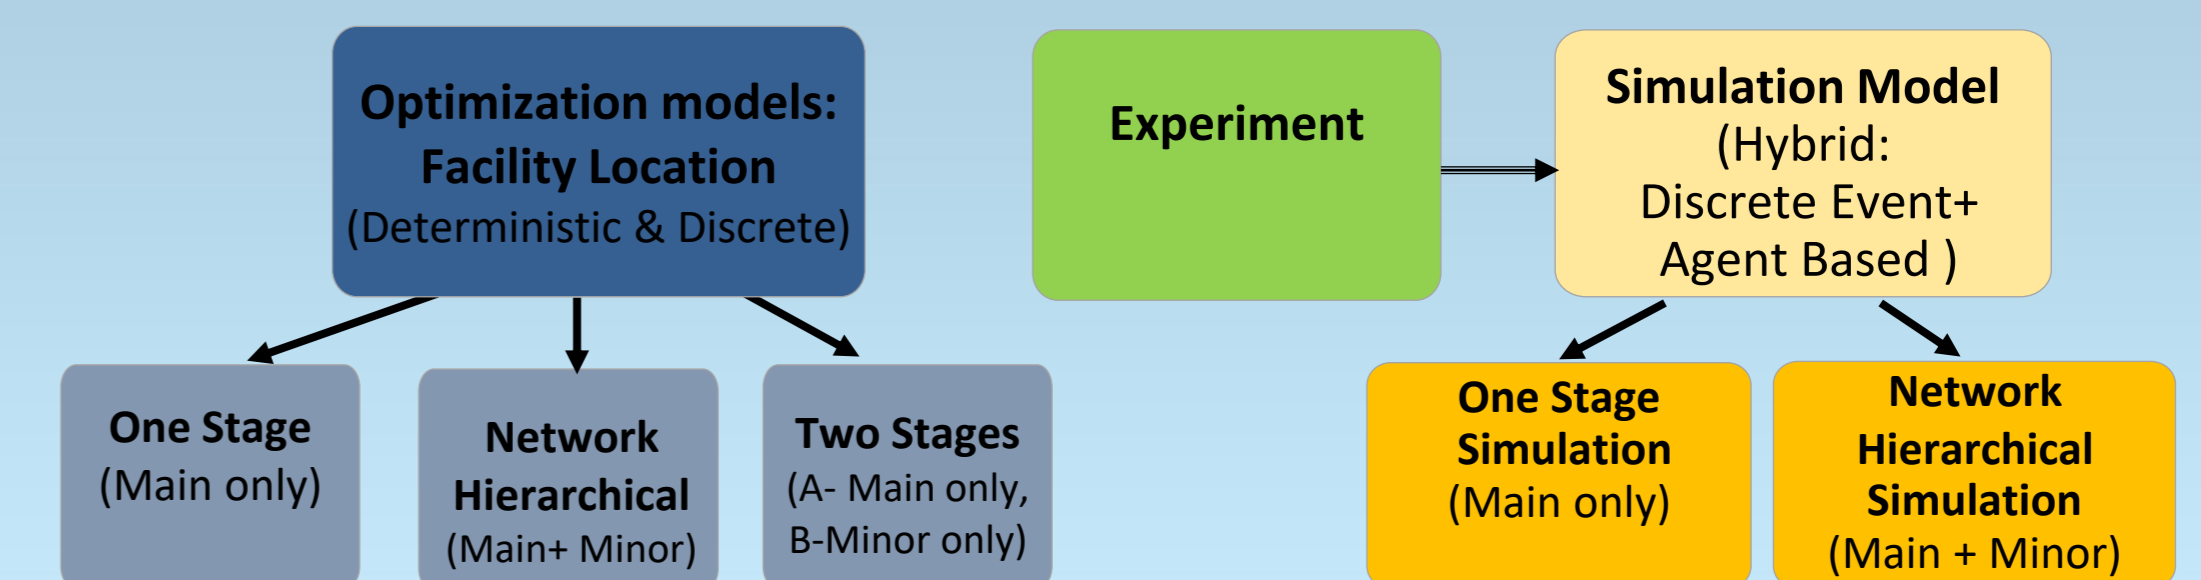 Optimization models:
Facility Location
(Deterministic & Discrete)
Experiment
Simulation Model
(Hybrid:
Discrete Event+
Agent Based )
One Stage
(Main only)
Network
Hierarchical
(Main+ Minor)
Two Stages
(A- Main only,
B-Minor only)
One Stage
Simulation
(Main only)
Network
Hierarchical
Simulation
(Main + Minor)